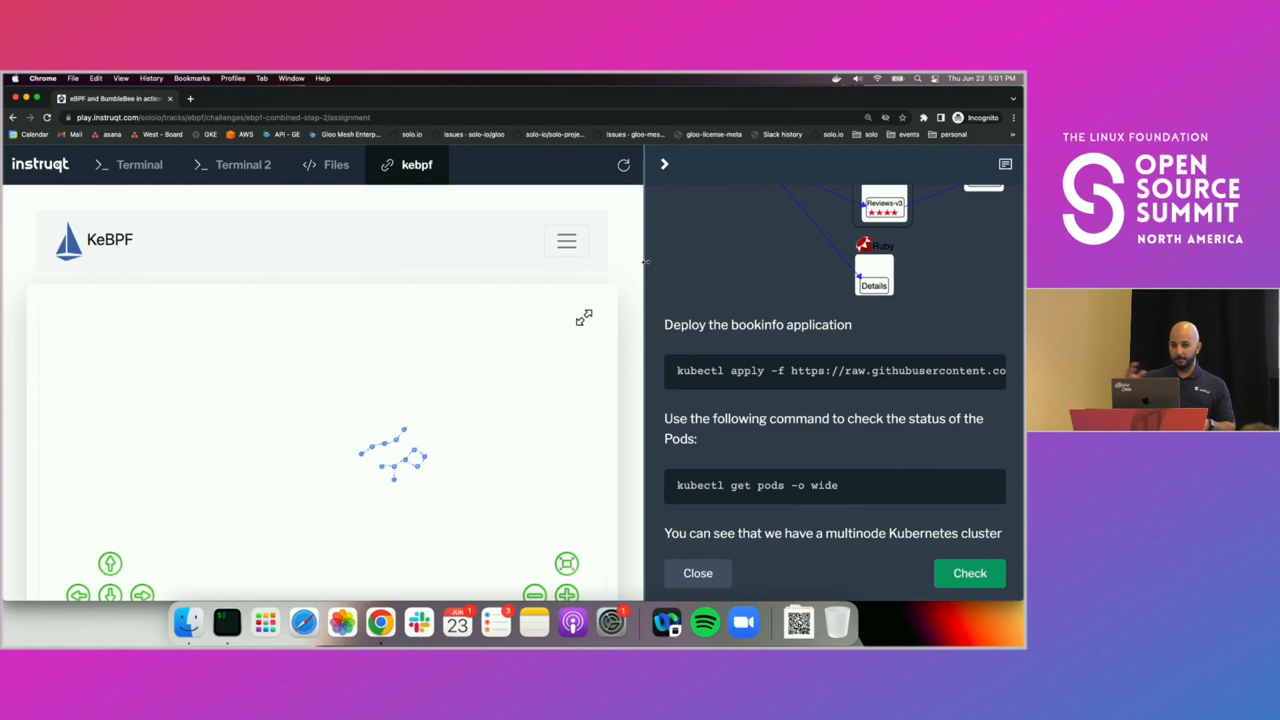 Chrome File Edit View History Bookmarks Profiles Tab Window Help
Thu Jun 23 5:01 PM
eBPF and BumbleBee in action
play.instruqt.com/soloio/tracks/ebpf/challenges/ebpf-combined-step-2/assignment
Incognito
Calendar Mail asana West - Board GKE AWS API - GE Gloo Mesh Enterp... solo.io Issues · solo-io/gloo solo-io/solo-proje... Issues · gloo-mes... gloo-license-meta Slack history solo.io solo events personal
instruqt
Terminal
Terminal 2
Files
kebpf
KeBPF
Reviews-v3
Ruby
Details
Deploy the bookinfo application
kubectl apply -f https://raw.githubusercontent.co
Use the following command to check the status of the
Pods:
kubectl get pods -o wide
You can see that we have a multinode Kubernetes cluster
Close
Check
JUN
23
1
3
1
THE LINUX FOUNDATION
OPEN
SOURCE
SUMMIT
NORTH AMERICA